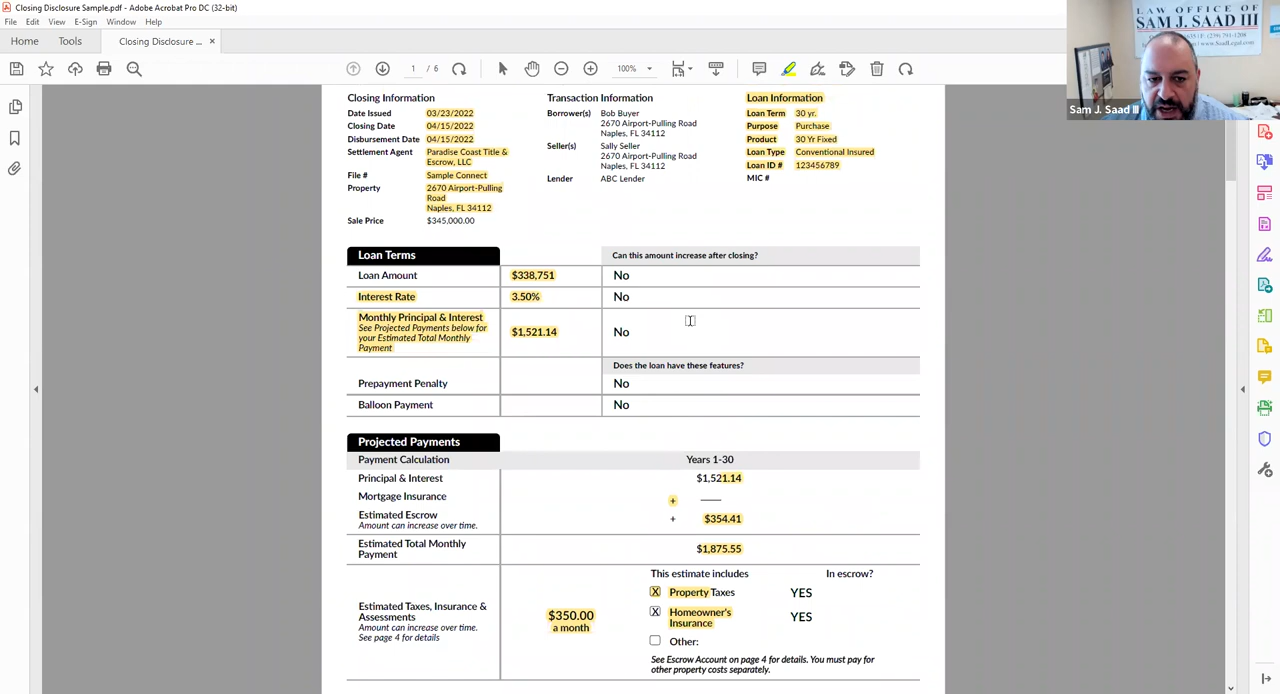 Closing Disclosure Sample.pdf - Adobe Acrobat Pro DC (32-bit)
File Edit View E-Sign Window Help
Home Tools Closing Disclosure ... ×
1 / 6 100%
LAW OFFICE OF
SAM J. SAAD III
www.SaadLegal.com
Sam J. Saad III
Closing Information Transaction Information Loan Information
Date Issued 03/23/2022 Borrower(s) Bob Buyer Loan Term 30 yr.
Closing Date 04/15/2022 2670 Airport-Pulling Road Purpose Purchase
Disbursement Date 04/15/2022 Naples, FL 34112 Product 30 Yr Fixed
Settlement Agent Paradise Coast Title & Seller(s) Sally Seller Loan Type Conventional Insured
Escrow, LLC 2670 Airport-Pulling Road Loan ID # 123456789
File # Sample Connect Naples, FL 34112
Property 2670 Airport-Pulling Lender ABC Lender MIC #
Road
Naples, FL 34112
Sale Price $345,000.00
Loan Terms Can this amount increase after closing?
Loan Amount $338,751 No
Interest Rate 3.50% No
Monthly Principal & Interest
See Projected Payments below for
your Estimated Total Monthly
Payment
$1,521.14 No
Does the loan have these features?
Prepayment Penalty No
Balloon Payment No
Projected Payments
Payment Calculation Years 1-30
Principal & Interest $1,521.14
Mortgage Insurance + —
Estimated Escrow + $354.41
Amount can increase over time.
Estimated Total Monthly
Payment
$1,875.55
This estimate includes In escrow?
X Property Taxes YES
X Homeowner's
Insurance
YES
Other:
See Escrow Account on page 4 for details. You must pay for
other property costs separately.
Estimated Taxes, Insurance &
Assessments
Amount can increase over time.
See page 4 for details
$350.00
a month